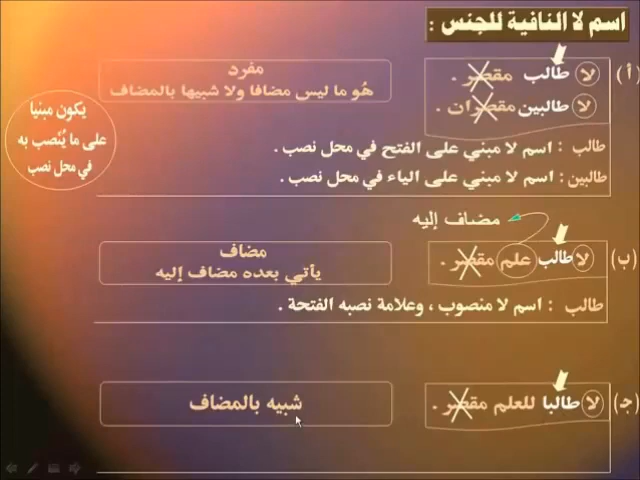 اسم لا النافية للجنس :
(أ) لا طالب مقصر .
لا طالبين مقصران .
مفرد
هُو ما ليس مضافا ولا شبيها بالمضاف
يكون مبنيا
على ما يُنْصب به
في محل نصب
طالب : اسم لا مبني على الفتح في محل نصب .
طالبين : اسم لا مبني على الياء في محل نصب .
مضاف إليه
(ب) لا طالب علم مقصر .
مضاف
يأتي بعده مضاف إليه
طالب : اسم لا منصوب ، وعلامة نصبه الفتحة .
(ج) لا طالبا للعلم مقصر .
شبيه بالمضاف